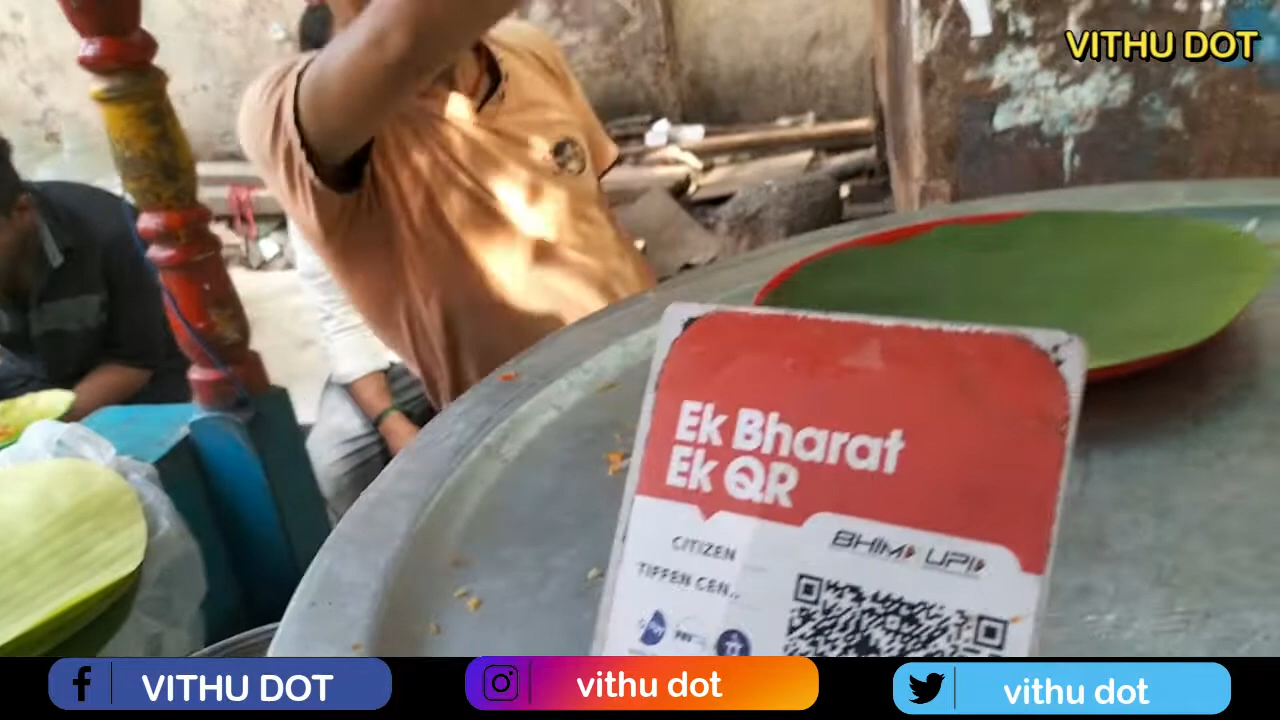 VITHU DOT
Ek Bharat
Ek QR
BHIM UPI
CITIZEN
TIFFEN CEN..
VITHU DOT
vithu dot
vithu dot